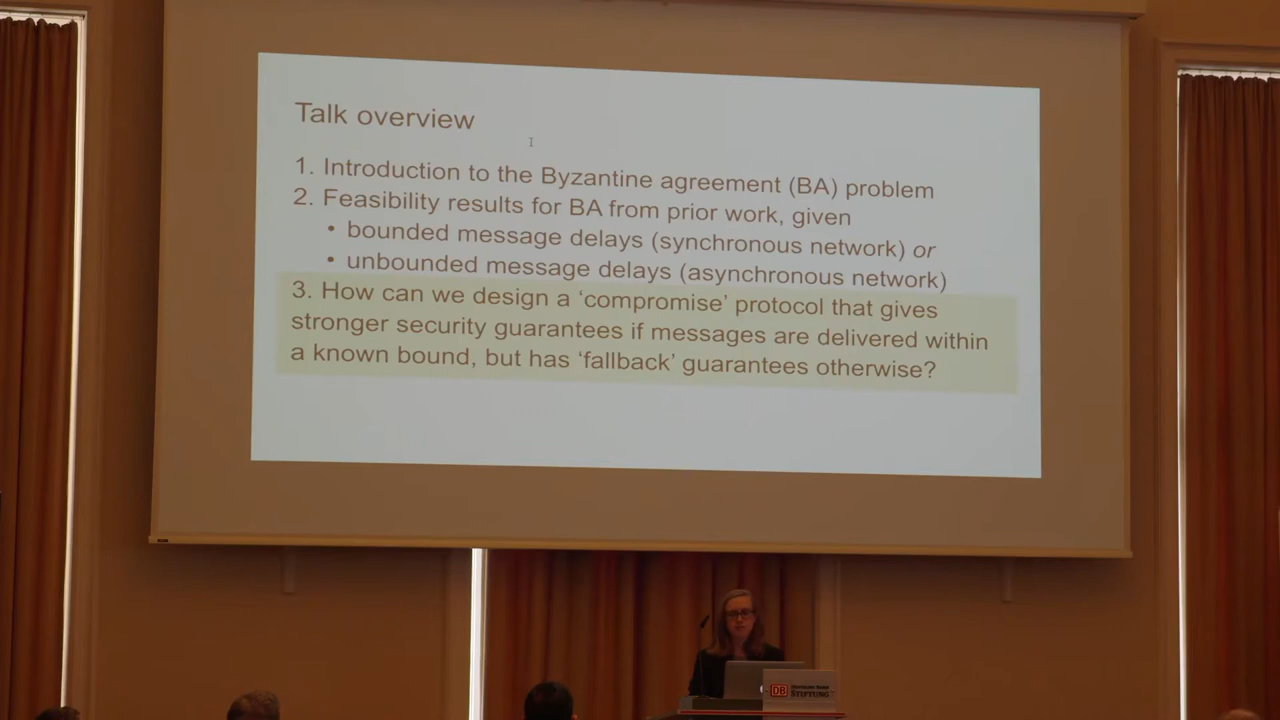 Talk overview
1. Introduction to the Byzantine agreement (BA) problem
2. Feasibility results for BA from prior work, given
• bounded message delays (synchronous network) or
• unbounded message delays (asynchronous network)
3. How can we design a ‘compromise’ protocol that gives
stronger security guarantees if messages are delivered within
a known bound, but has ‘fallback’ guarantees otherwise?
DB
STIFTUNG